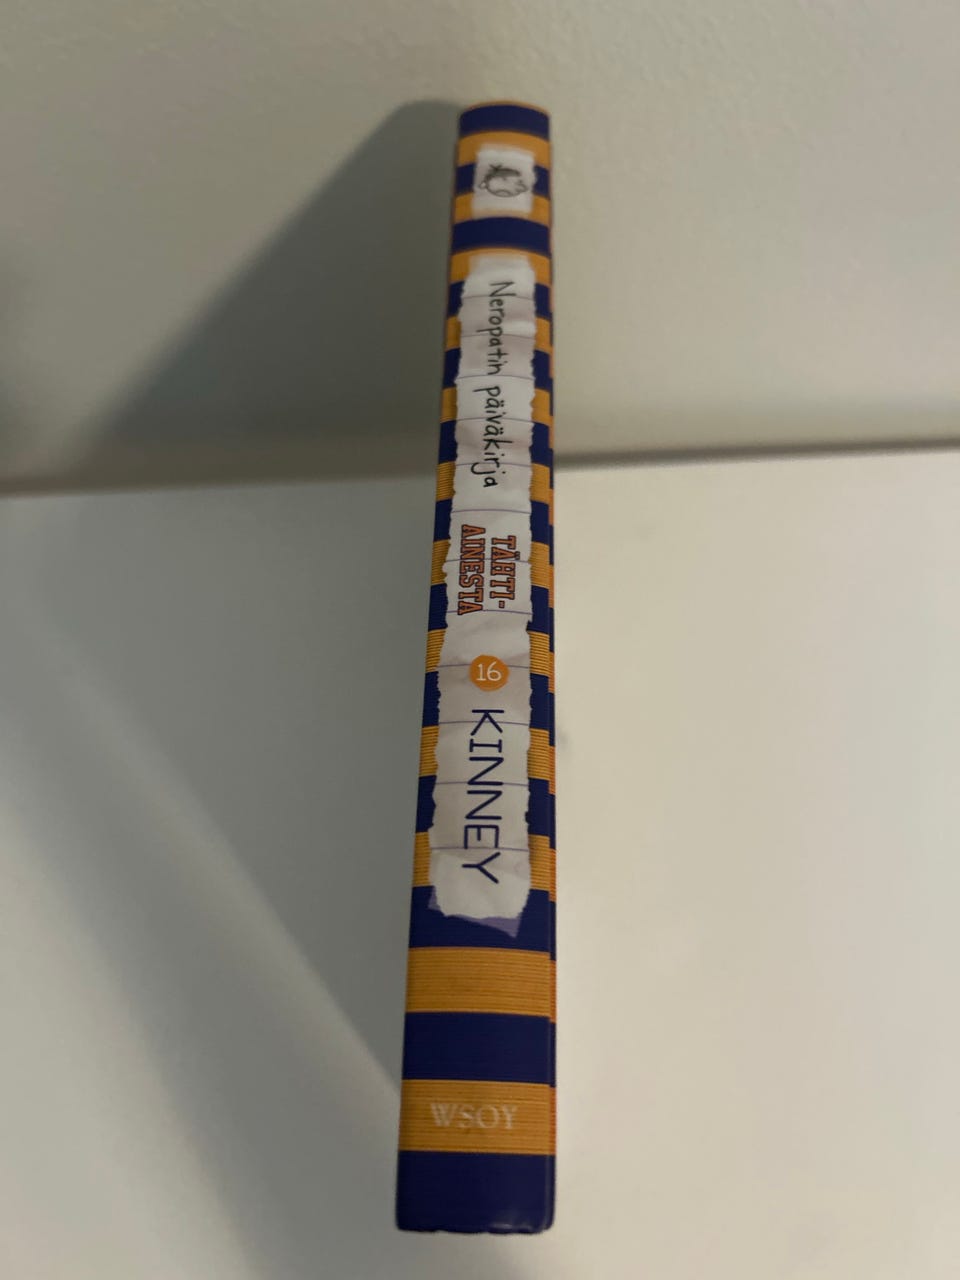 Neropatin päiväkirja
TÄHTI-
AINESTA
16
KINNEY
WSOY